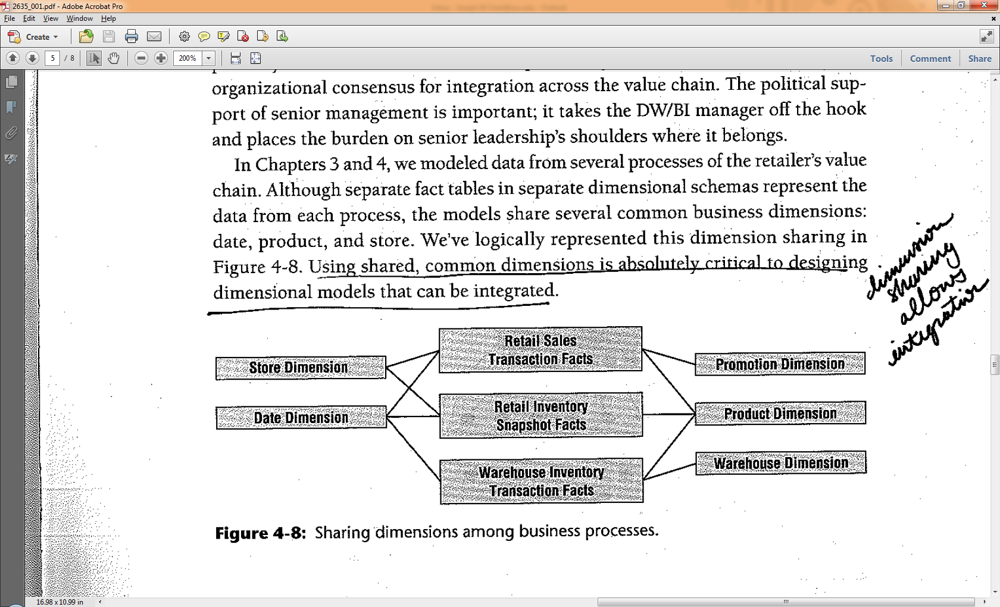 2635_001.pdf - Adobe Acrobat Pro
File Edit View Window Help
Create
5 / 8 200% Tools Comment Share
organizational consensus for integration across the value chain. The political sup-
port of senior management is important; it takes the DW/BI manager off the hook
and places the burden on senior leadership's shoulders where it belongs.
In Chapters 3 and 4, we modeled data from several processes of the retailer's value
chain. Although separate fact tables in separate dimensional schemas represent the
data from each process, the models share several common business dimensions:
date, product, and store. We've logically represented this dimension sharing in
Figure 4-8. Using shared, common dimensions is absolutely critical to designing
dimensional models that can be integrated.
dimension
sharing
allows
integration
Store Dimension
Date Dimension
Retail Sales
Transaction Facts
Retail Inventory
Snapshot Facts
Warehouse Inventory
Transaction Facts
Promotion Dimension
Product Dimension
Warehouse Dimension
Figure 4-8: Sharing dimensions among business processes.
16.98 x 10.99 in